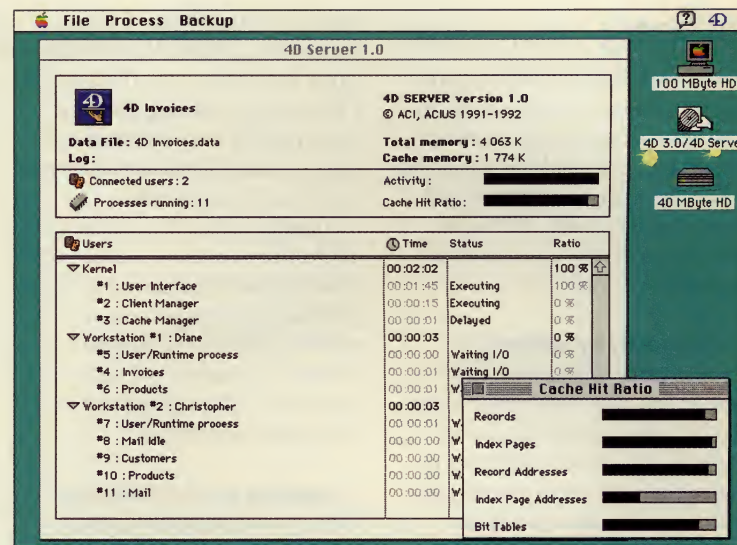 File Process Backup
4D
4D Server 1.0
100 MByte HD
4D 3.0/4D Serve
40 MByte HD
4D
4D Invoices
4D SERVER version 1.0
© ACI, ACIUS 1991-1992
Data File: 4D Invoices.data
Total memory: 4 063 K
Log:
Cache memory: 1 774 K
Connected users: 2
Activity:
Processes running: 11
Cache Hit Ratio:
Users Time Status Ratio
Kernel 00:02:02 100 %
#1 : User Interface 00:01:45 Executing 100 %
#2 : Client Manager 00:00:15 Executing 0 %
#3 : Cache Manager 00:00:01 Delayed 0 %
Workstation #1 : Diane 00:00:03 0 %
#5 : User/Runtime process 00:00:00 Waiting I/O 0 %
#4 : Invoices 00:00:01 Waiting I/O 0 %
#6 : Products 00:00:01 W
Workstation #2 : Christopher 00:00:03
#7 : User/Runtime process 00:00:01 W
#8 : Mail Idle 00:00:00 W
#9 : Customers 00:00:00 W
#10 : Products 00:00:00 W
#11 : Mail 00:00:00 W
Cache Hit Ratio
Records
Index Pages
Record Addresses
Index Page Addresses
Bit Tables